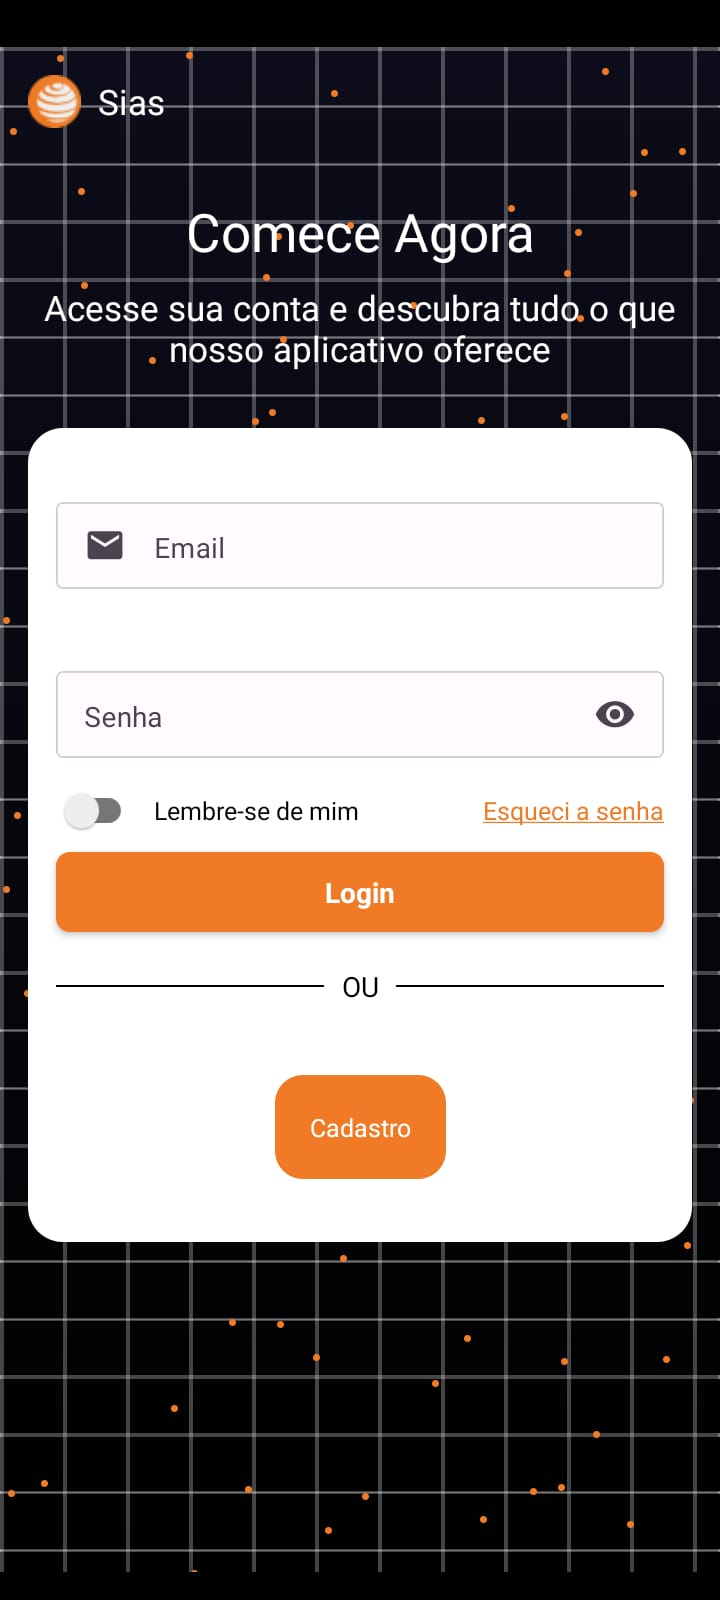 Sias
Comece Agora
Acesse sua conta e descubra tudo o que
nosso aplicativo oferece
Email
Senha
Lembre-se de mim
Esqueci a senha
Login
OU
Cadastro